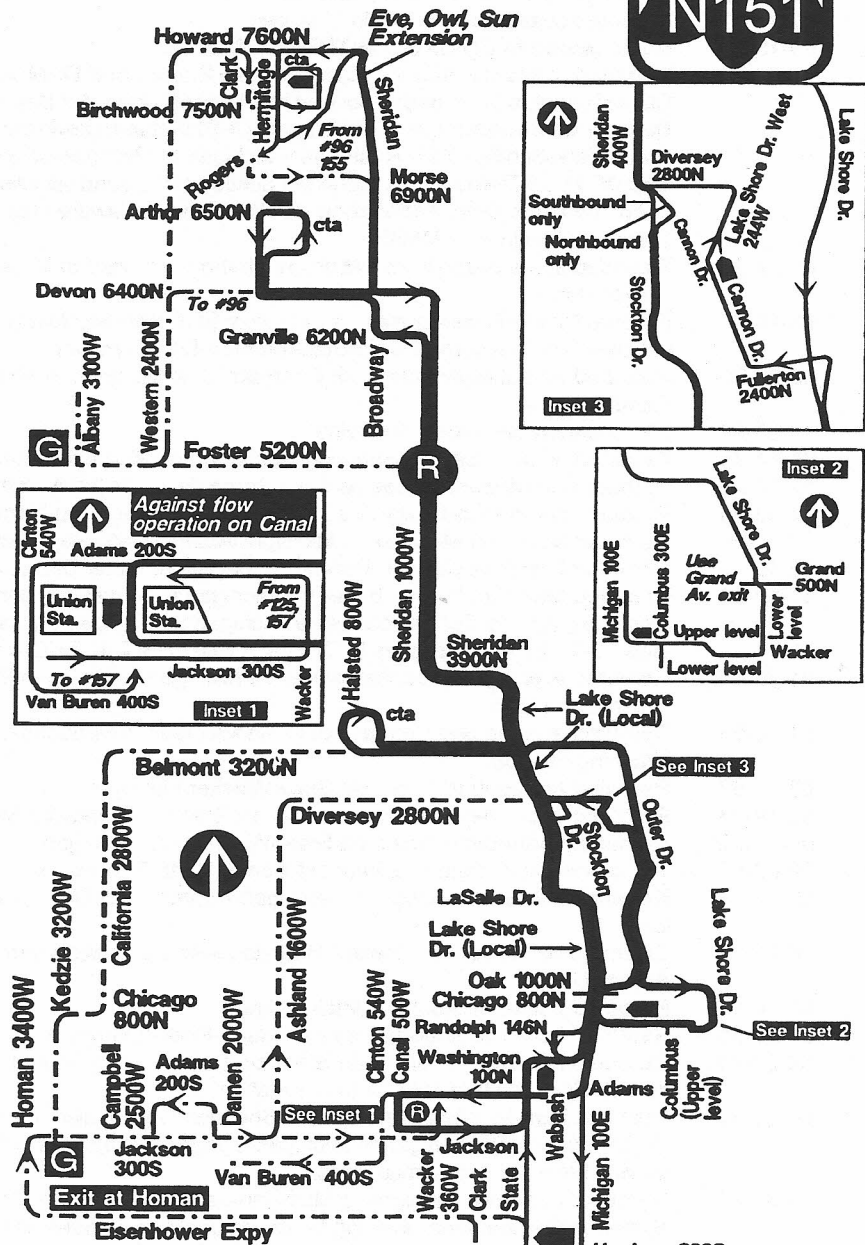 N151
Howard 7600N
Eve, Owl, Sun
Extension
Clark
Hermitage
cta
Sheridan
Birchwood 7500N
From
#96
155
Rogers
Morse
6900N
Arthor 6500N
cta
Devon 6400N
To #96
Granville 6200N
Albany 3100W
Western 2400N
Broadway
G
Foster 5200N
R
Sheridan
400W
Diversey
2800N
Lake Shore Dr. West
244W
Lake Shore Dr.
Southbound
only
Northbound
only
Cannon Dr.
Stockton Dr.
Cannon Dr.
Fullerton
2400N
Inset 3
Inset 2
Lake Shore Dr.
Michigan 100E
Columbus 300E
Use
Grand
Av. exit
Grand
500N
Upper level
Lower
level
Wacker
Lower level
Clinton
540W
Against flow
operation on Canal
Adams 200S
Union
Sta.
Union
Sta.
From
#125,
157
To #157
Jackson 300S
Wacker
Van Buren 400S
Inset 1
Sheridan 1000W
Halsted 800W
Sheridan
3900N
cta
Lake Shore
Dr. (Local)
Belmont 3200N
See Inset 3
Diversey 2800N
Stockton
Dr.
Outer Dr.
California 2800W
Kedzie 3200W
Homan 3400W
LaSalle Dr.
Lake Shore
Dr. (Local)
Lake Shore Dr.
Ashland 1600W
Chicago
800N
Oak 1000N
Chicago 800N
Clinton 540W
Canal 500W
Randolph 146N
See Inset 2
Campbell
2500W
Adams
200S
Damen 2000W
Washington
100N
See Inset 1
R
Adams
Wabash
Columbus
(Upper
level)
G
Jackson
300S
Jackson
Van Buren 400S
Wacker
360W
Clark
State
Michigan 100E
Exit at Homan
Eisenhower Expy